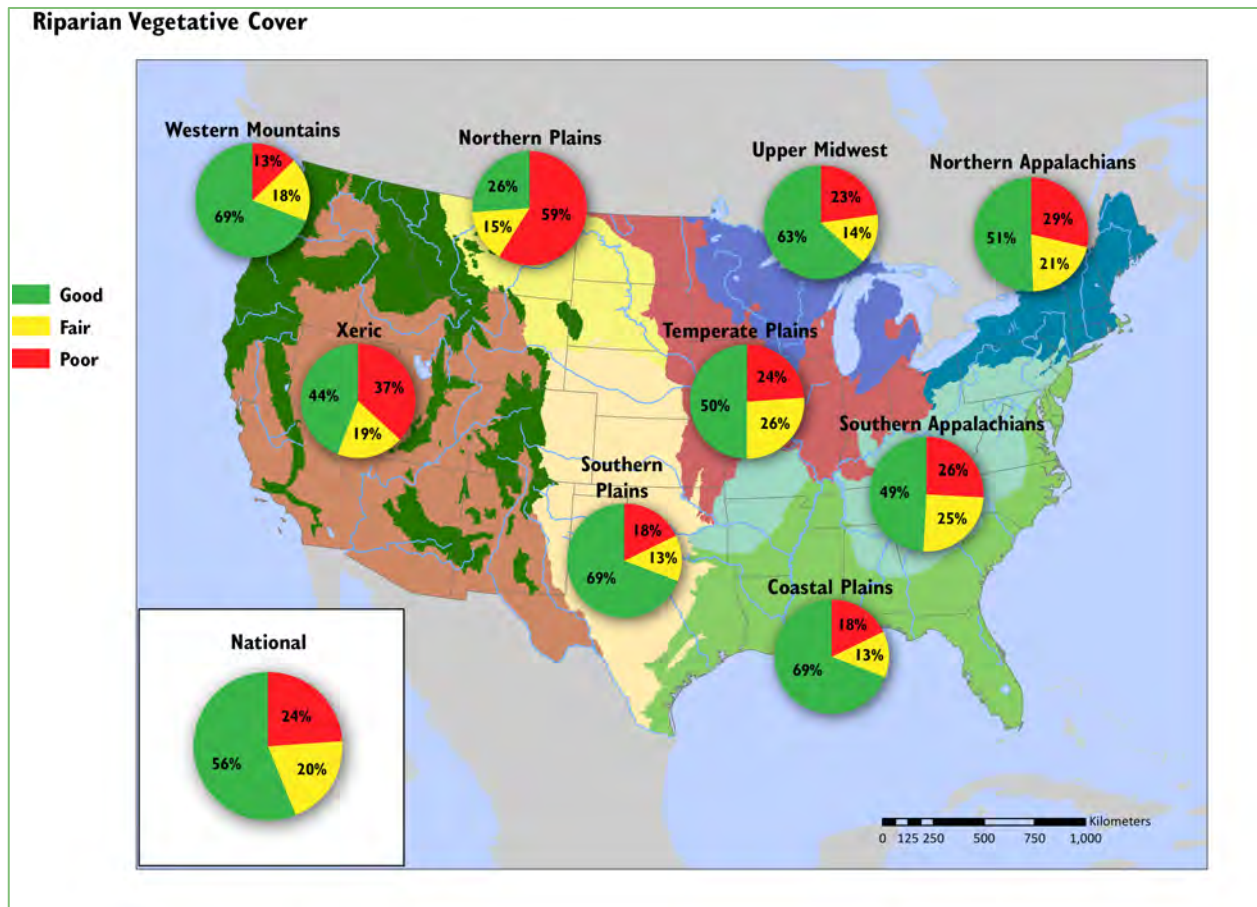 Riparian Vegetative Cover
Western Mountains
13%
18%
69%
Northern Plains
26%
59%
15%
Upper Midwest
23%
63%
14%
Northern Appalachians
29%
51%
21%
Good
Fair
Poor
Xeric
37%
44%
19%
Temperate Plains
24%
50%
26%
Southern Appalachians
26%
49%
25%
Southern
Plains
18%
13%
69%
Coastal Plains
18%
13%
69%
National
24%
56%
20%
Kilometers
0 125 250 500 750 1,000